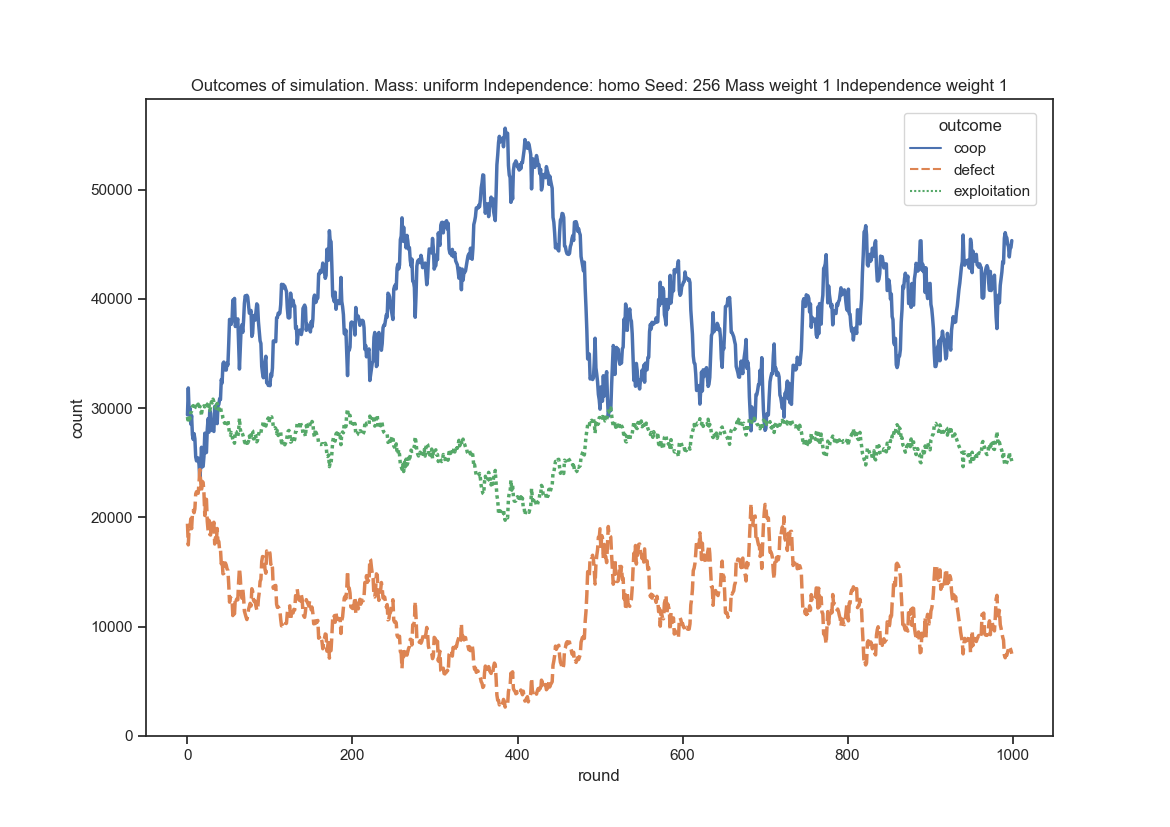 Outcomes of simulation. Mass: uniform Independence: homo Seed: 256 Mass weight 1 Independence weight 1
outcome
coop
defect
exploitation
50000
40000
30000
20000
10000
0
count
0 200 400 600 800 1000
round